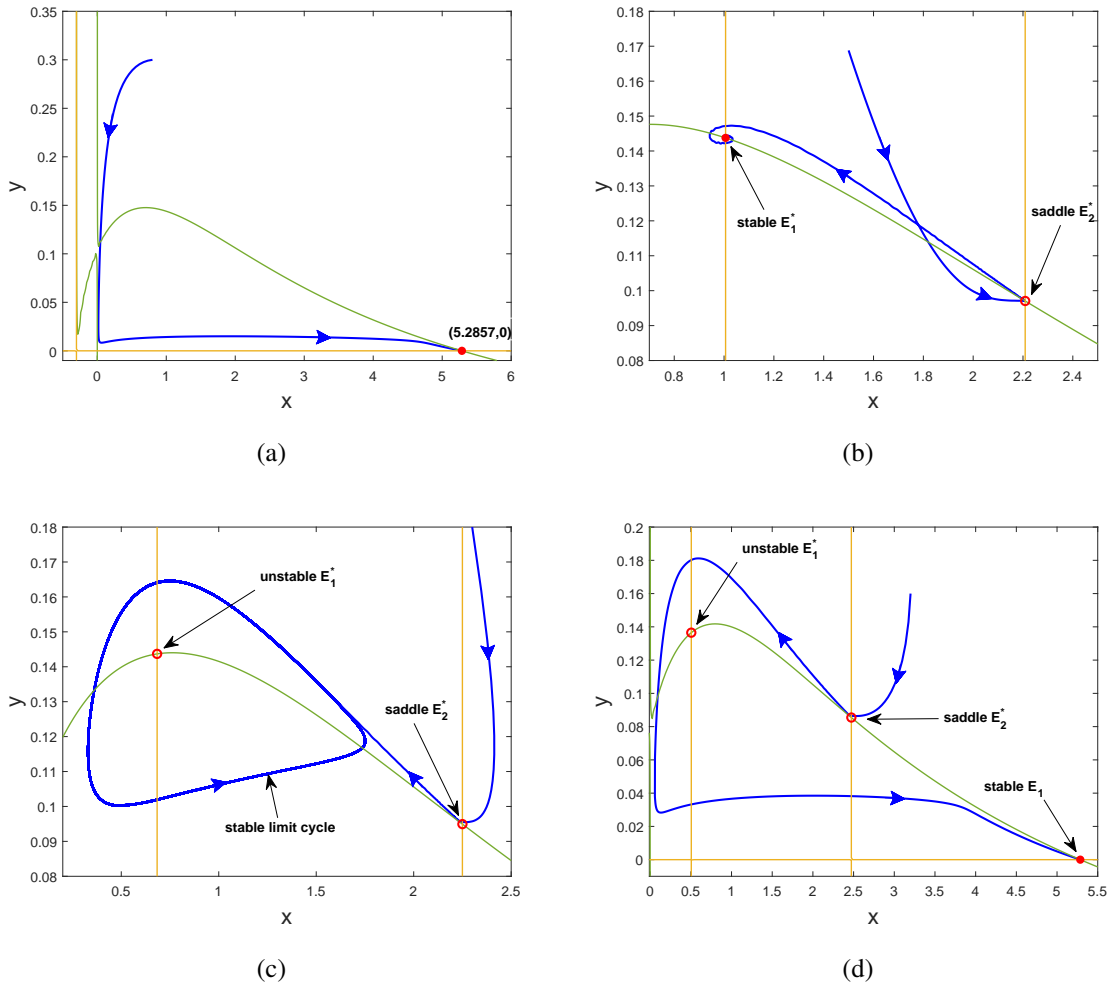 0.35
0.3
0.25
0.2
0.15
0.1
0.05
0
y
(5.2857,0)
0 1 2 3 4 5 6
x
(a)
0.18
0.17
0.16
0.15
0.14
0.13
0.12
0.11
0.1
0.09
0.08
y
stable E*1
saddle E*2
0.8 1 1.2 1.4 1.6 1.8 2 2.2 2.4
x
(b)
0.18
0.17
0.16
0.15
0.14
0.13
0.12
0.11
0.1
0.09
0.08
y
unstable E*1
saddle E*2
stable limit cycle
0.5 1 1.5 2 2.5
x
(c)
0.2
0.18
0.16
0.14
0.12
0.1
0.08
0.06
0.04
0.02
0
y
unstable E*1
saddle E*2
stable E1
0 0.5 1 1.5 2 2.5 3 3.5 4 4.5 5 5.5
x
(d)